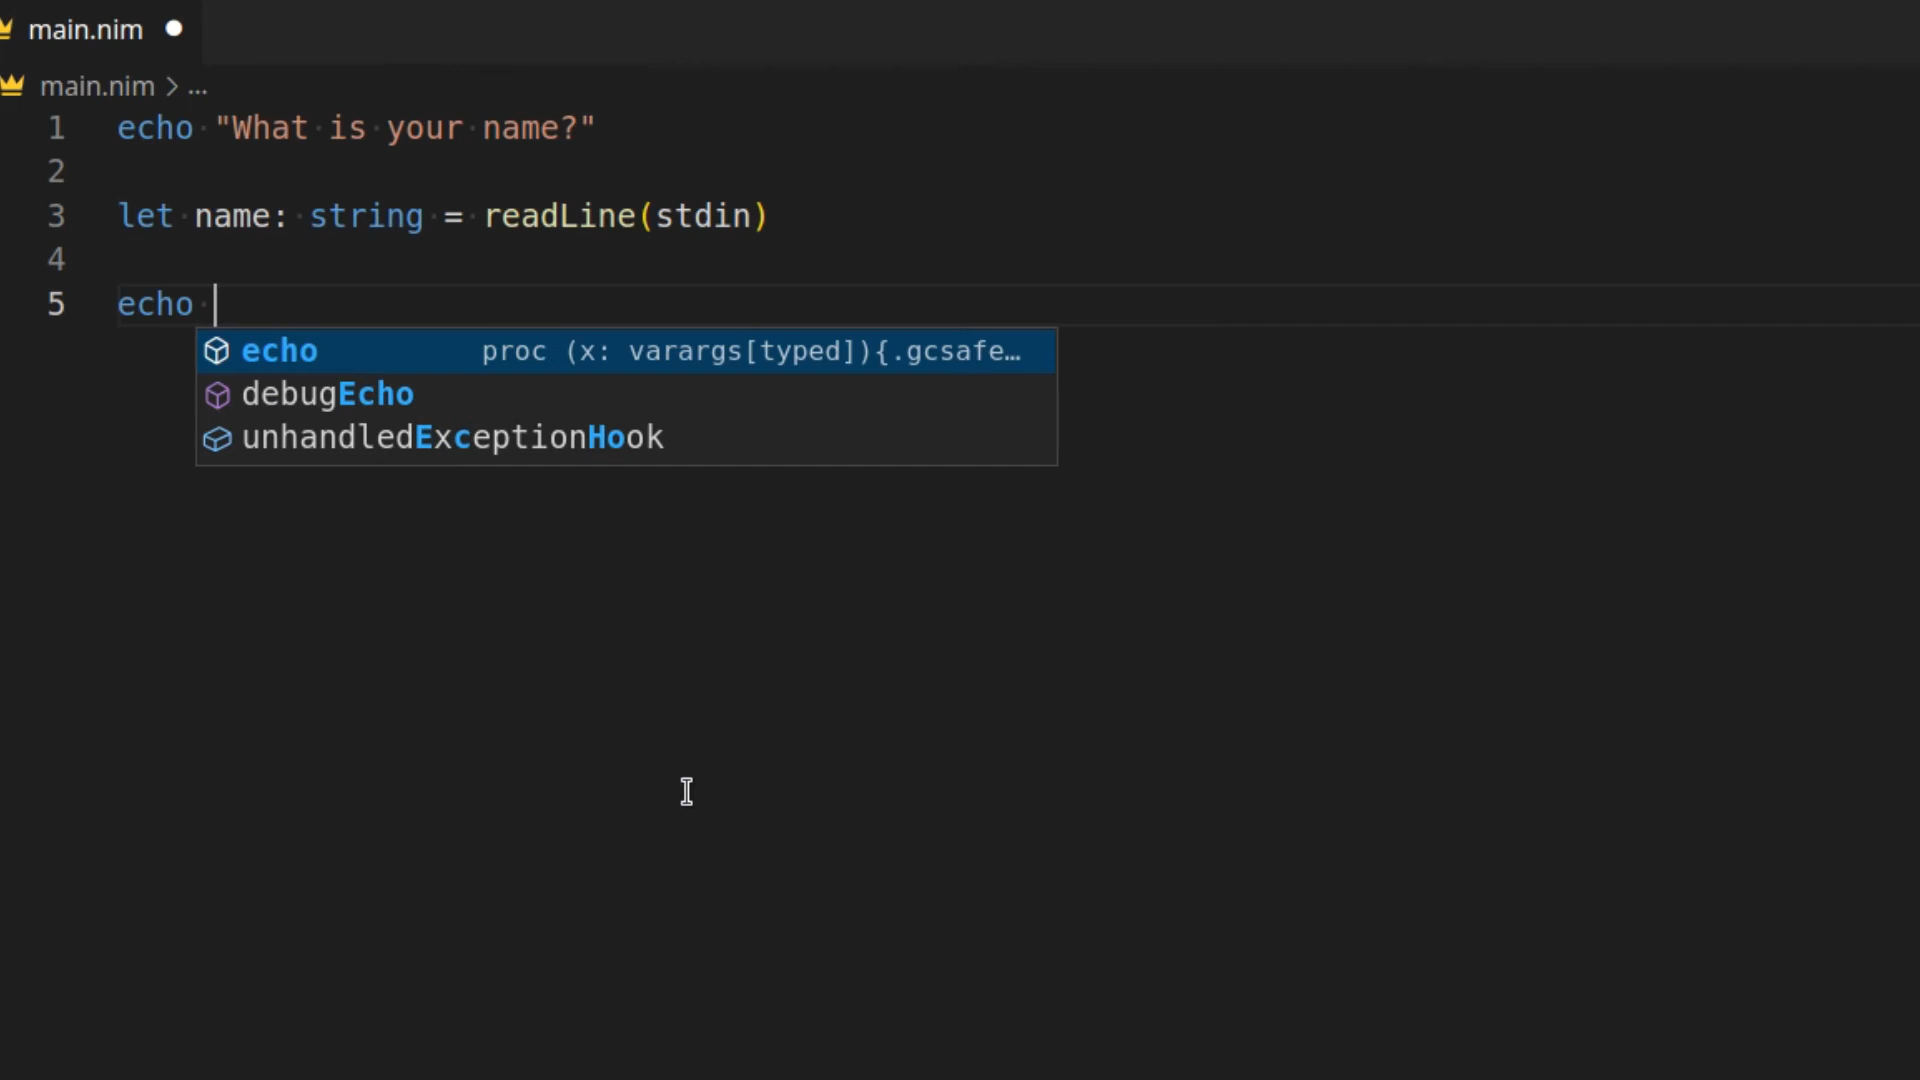 main.nim
main.nim > ...
1 echo "What is your name?"
2
3 let name: string = readLine(stdin)
4
5 echo
echo proc (x: varargs[typed]){.gcsafe…
debugEcho
unhandledExceptionHook